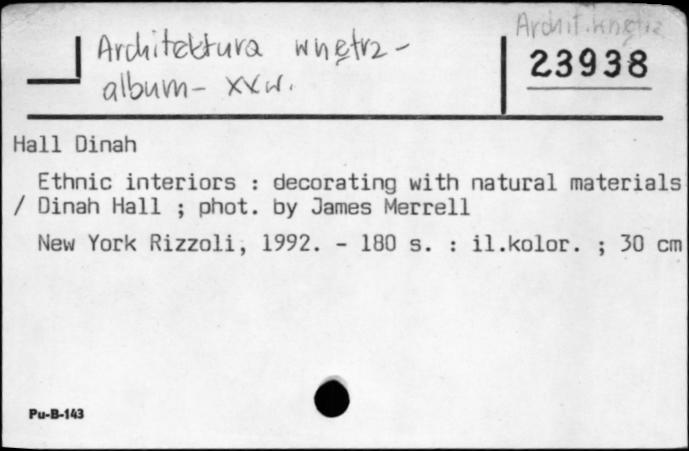 Archit. wnętrz
Architektura wnętrz -
album - XXw.
23938
Hall Dinah
Ethnic interiors : decorating with natural materials
/ Dinah Hall ; phot. by James Merrell
New York Rizzoli, 1992. - 180 s. : il.kolor. ; 30 cm
Pu-B-143